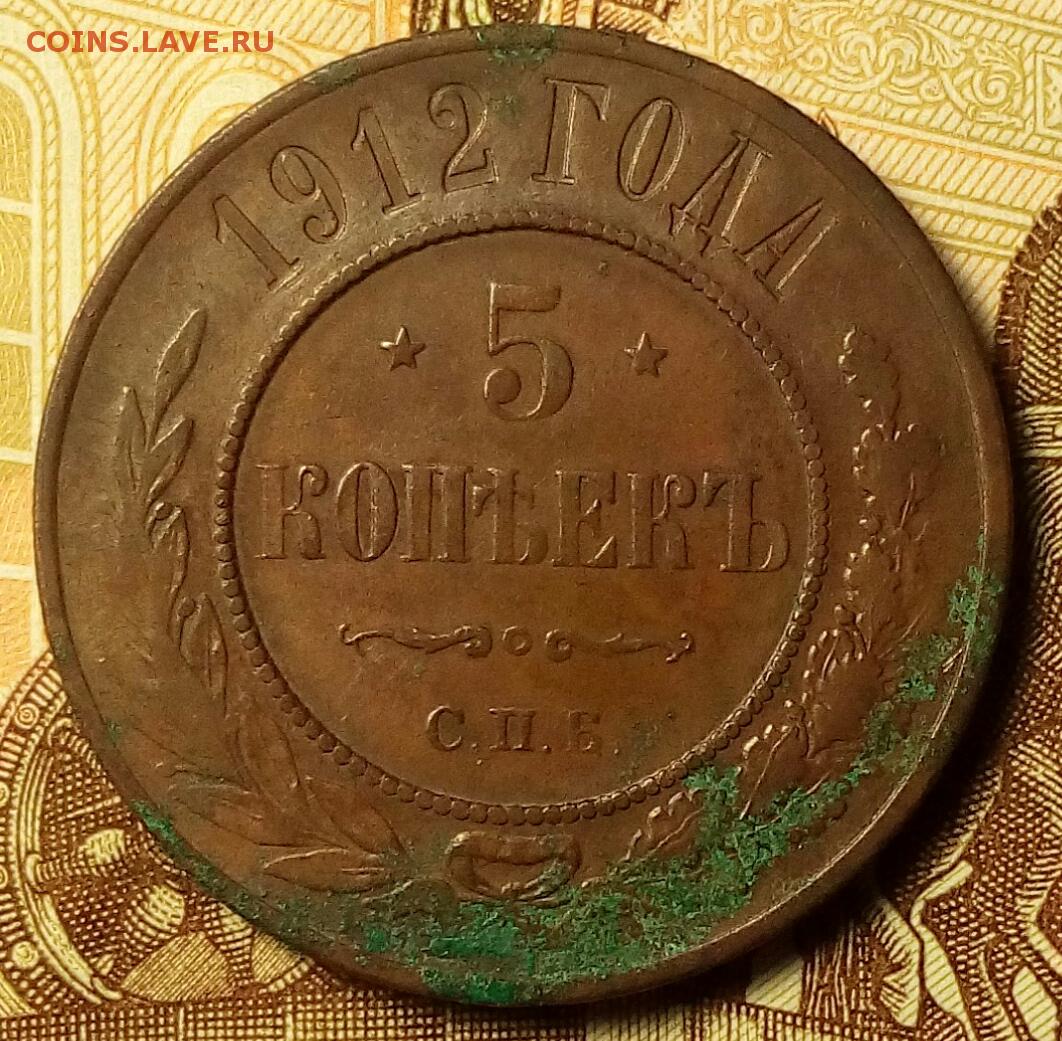 COINS.LAVE.RU
1912 ГОДА
5
КОПѢЕКЪ
С.П.Б.